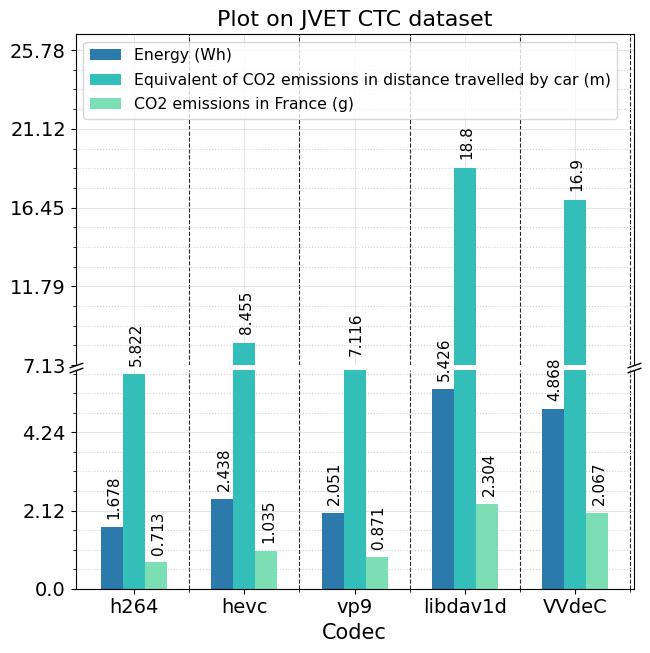 Plot on JVET CTC dataset
Energy (Wh)
Equivalent of CO2 emissions in distance travelled by car (m)
CO2 emissions in France (g)
25.78
21.12
16.45
11.79
7.13
4.24
2.12
0.0
1.678
5.822
0.713
2.438
8.455
1.035
2.051
7.116
0.871
5.426
18.8
2.304
4.868
16.9
2.067
h264
hevc
vp9
libdav1d
VVdeC
Codec